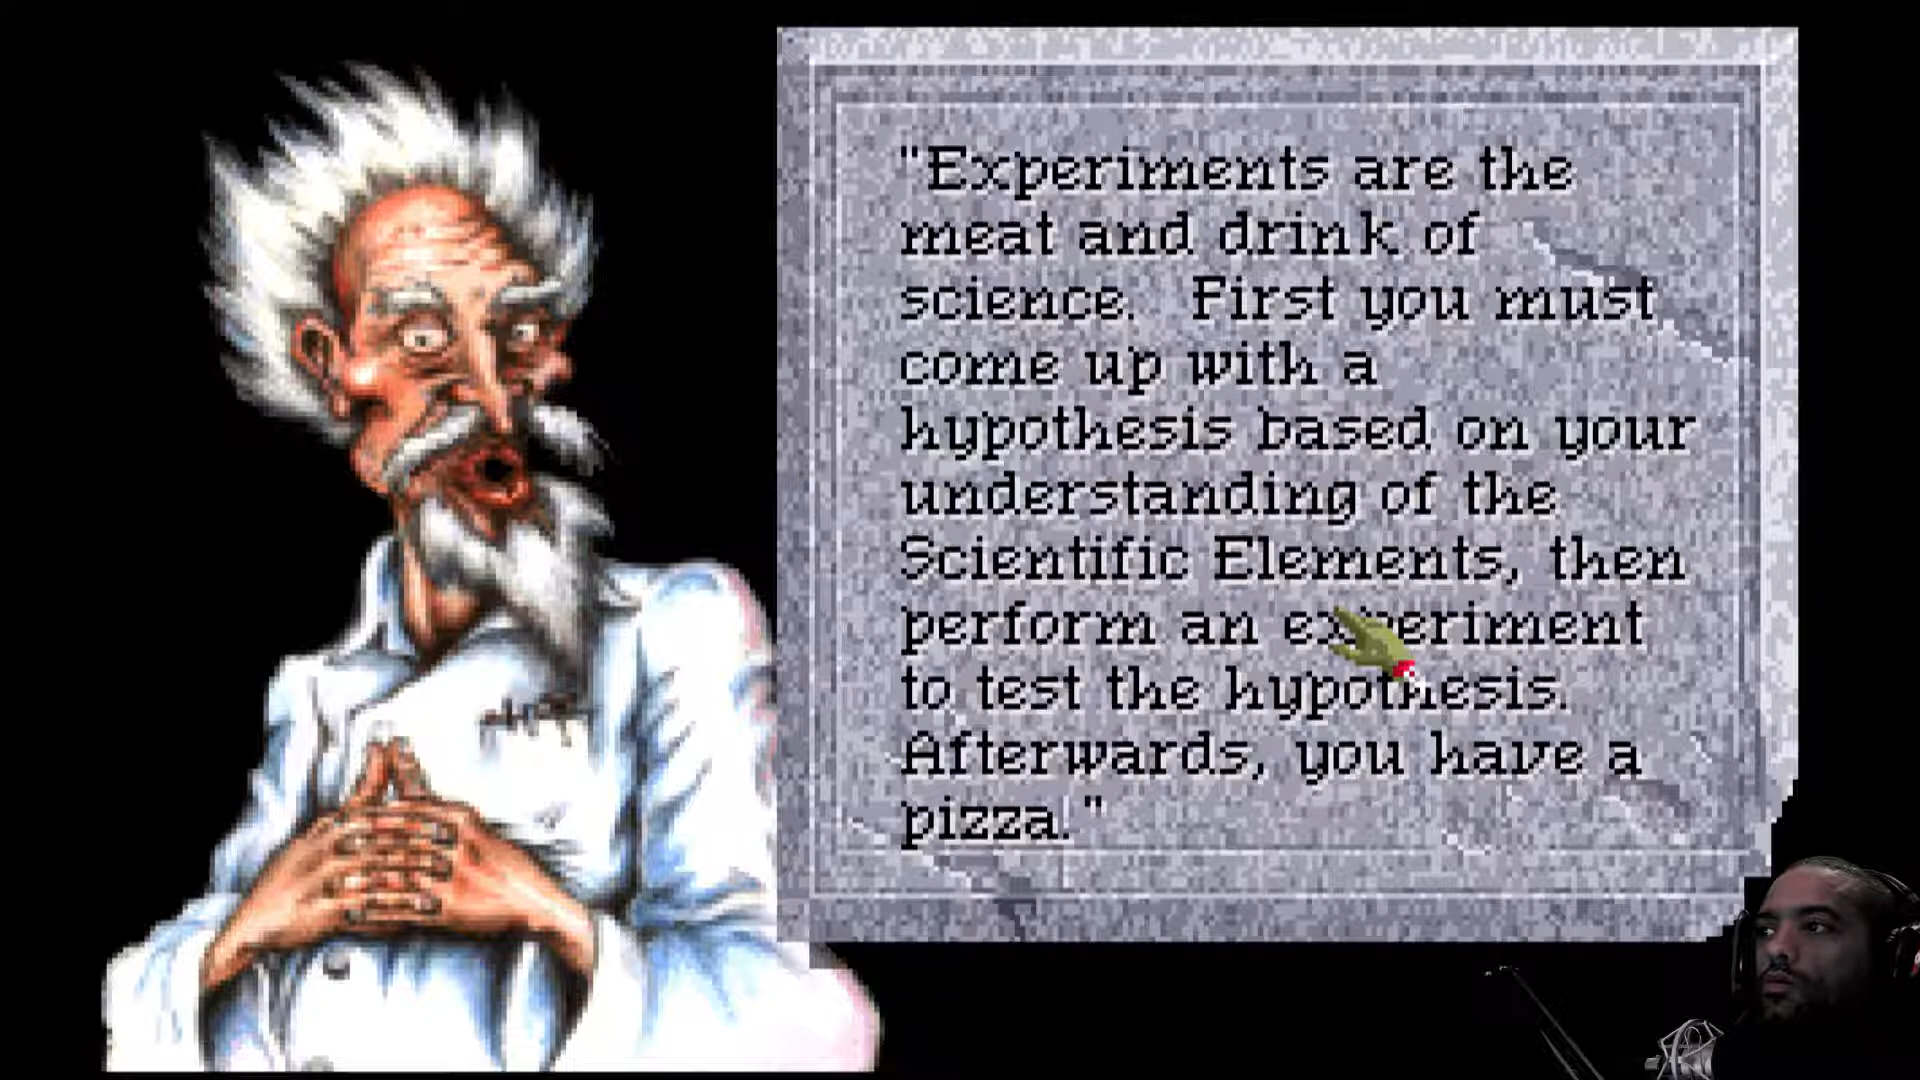 "Experiments are the
meat and drink of
science.  First you must
come up with a
hypothesis based on your
understanding of the
Scientific Elements, then
perform an experiment
to test the hypothesis.
Afterwards, you have a
pizza."